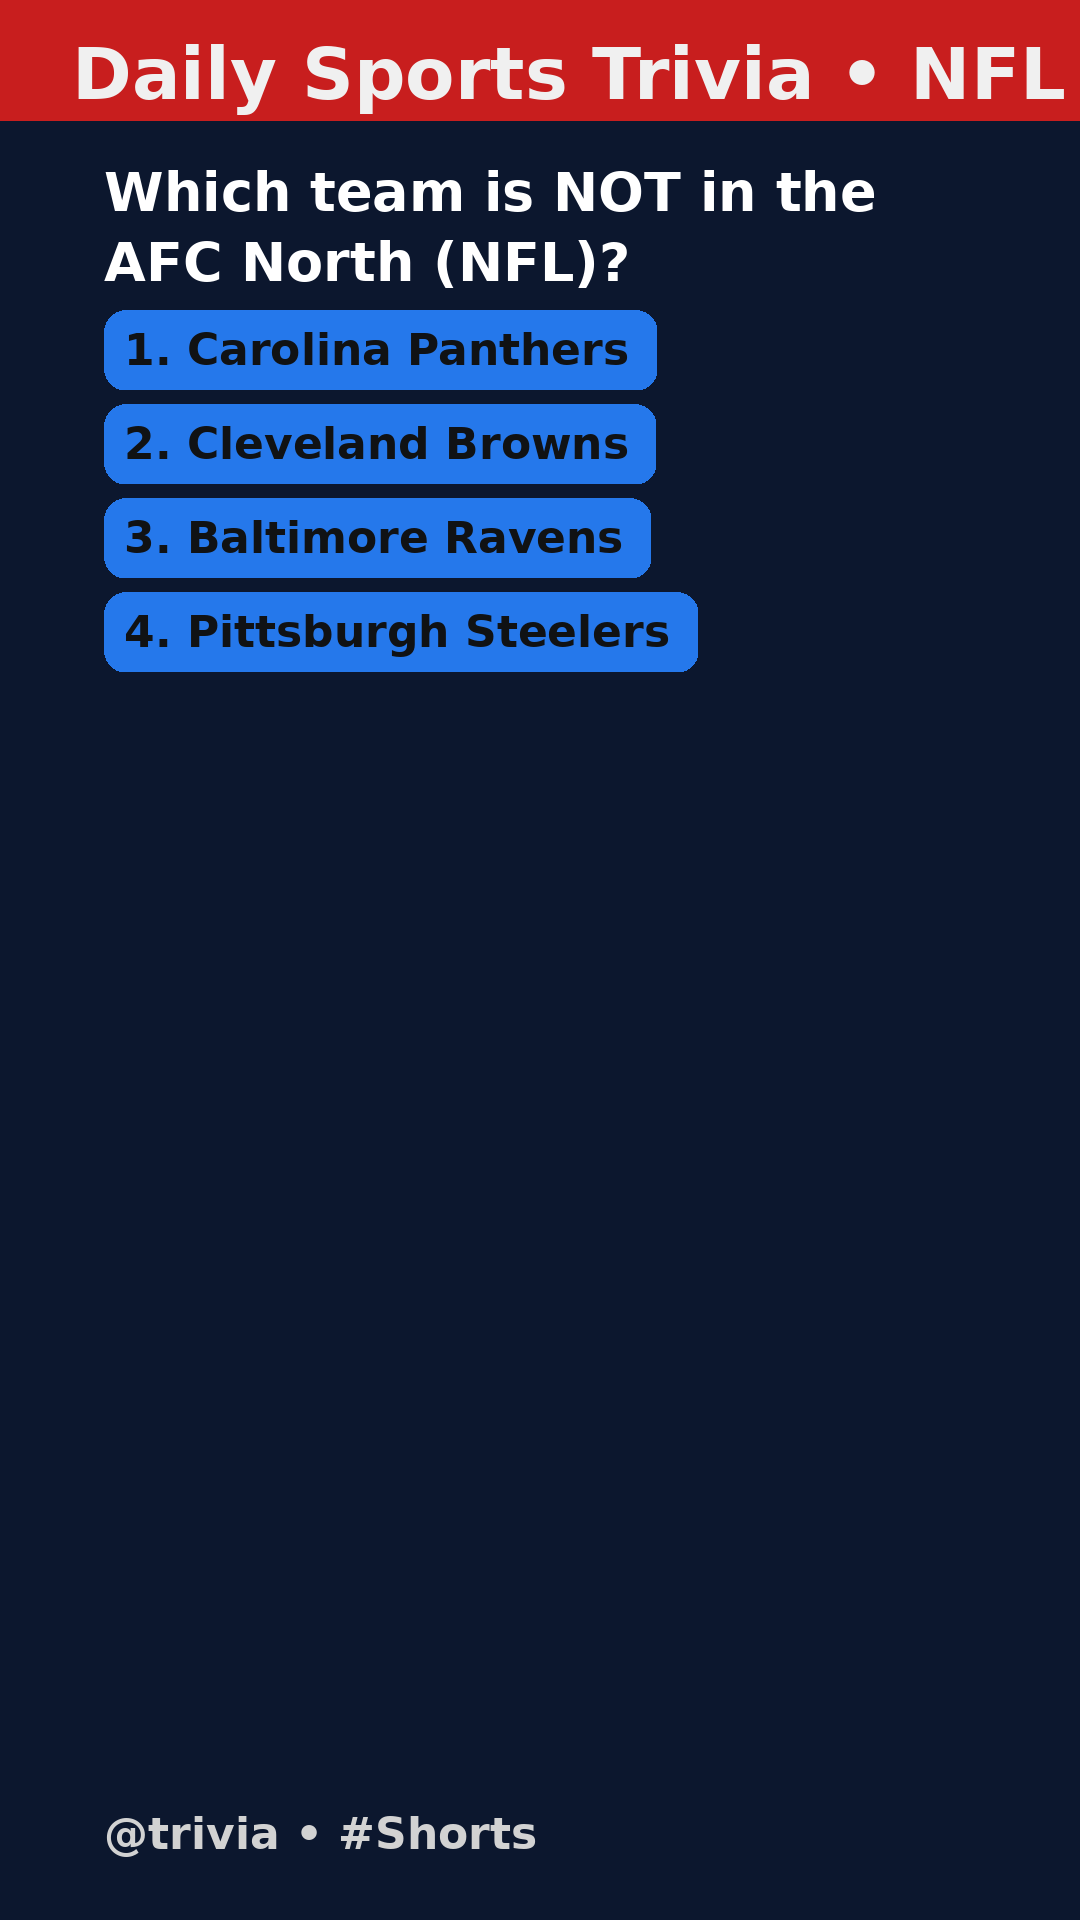 Daily Sports Trivia • NFL
Which team is NOT in the
AFC North (NFL)?
1. Carolina Panthers
2. Cleveland Browns
3. Baltimore Ravens
4. Pittsburgh Steelers
@trivia • #Shorts